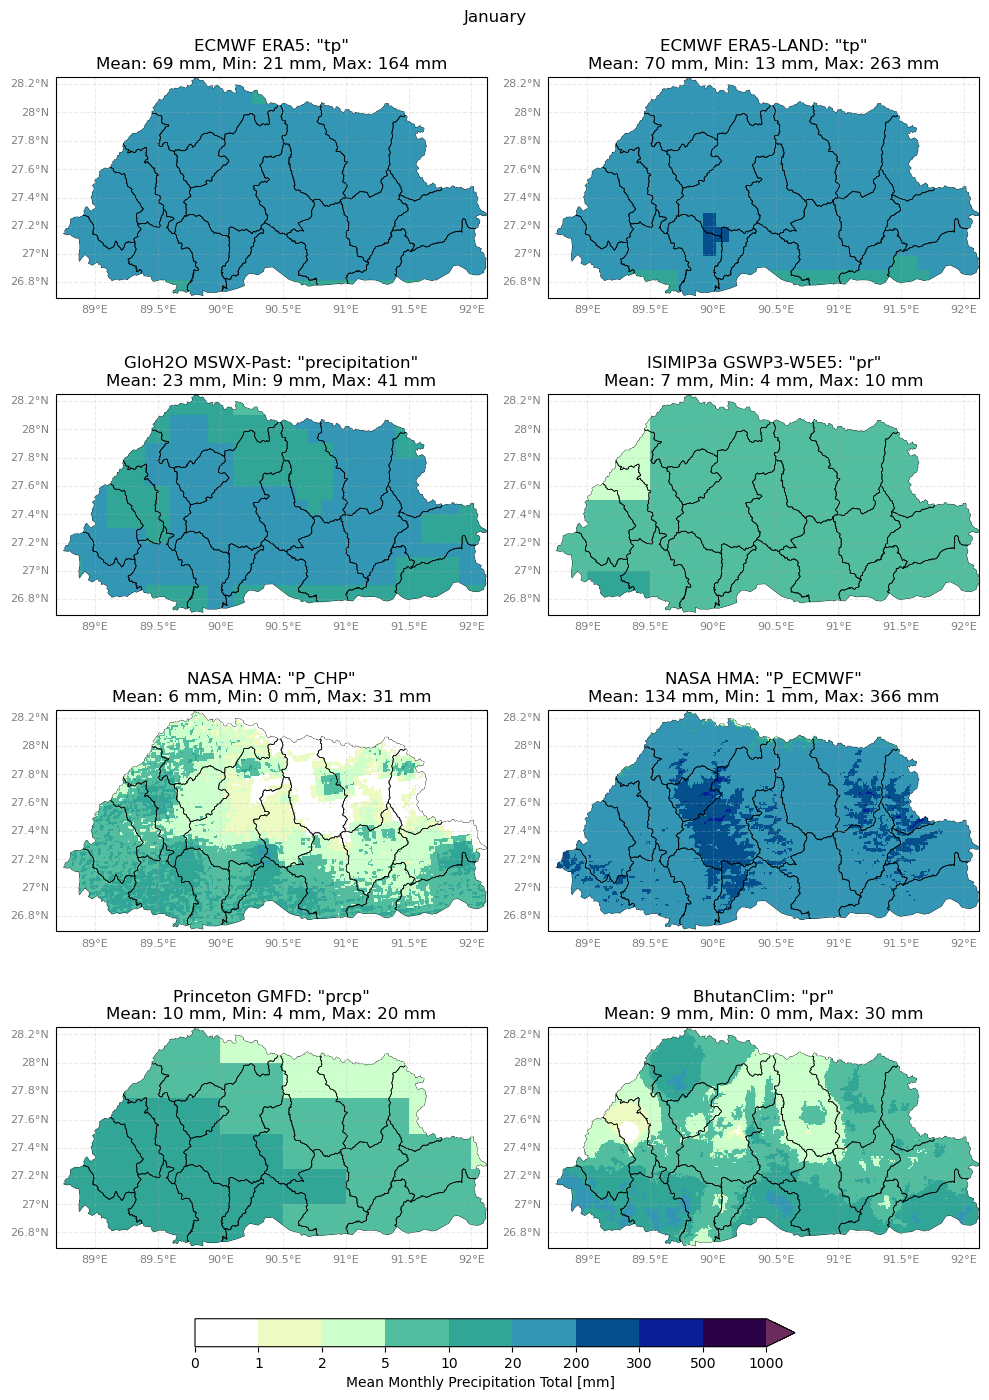 January
ECMWF ERA5: "tp"
Mean: 69 mm, Min: 21 mm, Max: 164 mm
28.2°N
28°N
27.8°N
27.6°N
27.4°N
27.2°N
27°N
26.8°N
89°E 89.5°E 90°E 90.5°E 91°E 91.5°E 92°E
ECMWF ERA5-LAND: "tp"
Mean: 70 mm, Min: 13 mm, Max: 263 mm
28.2°N
28°N
27.8°N
27.6°N
27.4°N
27.2°N
27°N
26.8°N
89°E 89.5°E 90°E 90.5°E 91°E 91.5°E 92°E
GloH2O MSWX-Past: "precipitation"
Mean: 23 mm, Min: 9 mm, Max: 41 mm
28.2°N
28°N
27.8°N
27.6°N
27.4°N
27.2°N
27°N
26.8°N
89°E 89.5°E 90°E 90.5°E 91°E 91.5°E 92°E
ISIMIP3a GSWP3-W5E5: "pr"
Mean: 7 mm, Min: 4 mm, Max: 10 mm
28.2°N
28°N
27.8°N
27.6°N
27.4°N
27.2°N
27°N
26.8°N
89°E 89.5°E 90°E 90.5°E 91°E 91.5°E 92°E
NASA HMA: "P_CHP"
Mean: 6 mm, Min: 0 mm, Max: 31 mm
28.2°N
28°N
27.8°N
27.6°N
27.4°N
27.2°N
27°N
26.8°N
89°E 89.5°E 90°E 90.5°E 91°E 91.5°E 92°E
NASA HMA: "P_ECMWF"
Mean: 134 mm, Min: 1 mm, Max: 366 mm
28.2°N
28°N
27.8°N
27.6°N
27.4°N
27.2°N
27°N
26.8°N
89°E 89.5°E 90°E 90.5°E 91°E 91.5°E 92°E
Princeton GMFD: "prcp"
Mean: 10 mm, Min: 4 mm, Max: 20 mm
28.2°N
28°N
27.8°N
27.6°N
27.4°N
27.2°N
27°N
26.8°N
89°E 89.5°E 90°E 90.5°E 91°E 91.5°E 92°E
BhutanClim: "pr"
Mean: 9 mm, Min: 0 mm, Max: 30 mm
28.2°N
28°N
27.8°N
27.6°N
27.4°N
27.2°N
27°N
26.8°N
89°E 89.5°E 90°E 90.5°E 91°E 91.5°E 92°E
0 1 2 5 10 20 200 300 500 1000
Mean Monthly Precipitation Total [mm]